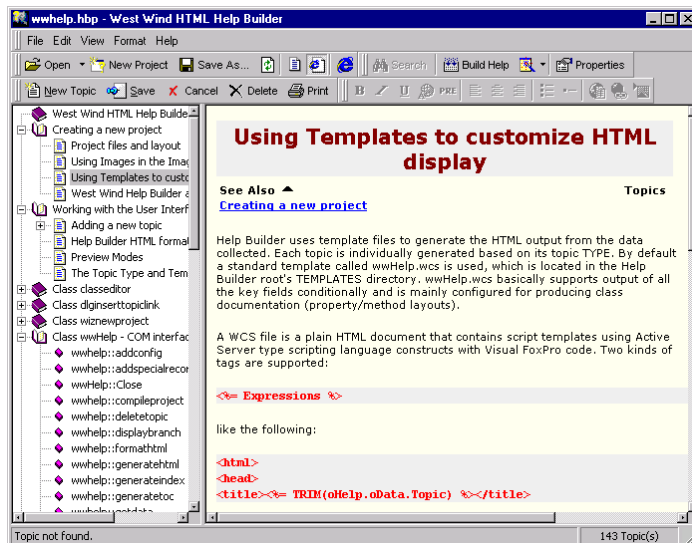 wwhelp.hbp - West Wind HTML Help Builder
File Edit View Format Help
Open New Project Save As... Search Build Help Properties
New Topic Save Cancel Delete Print B I U PRE
West Wind HTML Help Builde
Creating a new project
Project files and layout
Using Images in the Imag
Using Templates to custo
West Wind Help Builder a
Working with the User Interf
Adding a new topic
Help Builder HTML format
Preview Modes
The Topic Type and Tem
Class classeditor
Class dlginserttopiclink
Class wiznewproject
Class wwHelp - COM interfac
wwhelp::addconfig
wwhelp::addspecialrecor
wwHelp::Close
wwhelp::compileproject
wwhelp::deletetopic
wwhelp::displaybranch
wwhelp::formathtml
wwhelp::generatehtml
wwhelp::generateindex
wwhelp::generatetoc
wwhelp::getdata
Using Templates to customize HTML
display
See Also Topics
Creating a new project
Help Builder uses template files to generate the HTML output from the data
collected. Each topic is individually generated based on its topic TYPE. By default
a standard template called wwHelp.wcs is used, which is located in the Help
Builder root's TEMPLATES directory. wwHelp.wcs basically supports output of all
the key fields conditionally and is mainly configured for producing class
documentation (property/method layouts).
A WCS file is a plain HTML document that contains script templates using Active
Server type scripting language constructs with Visual FoxPro code. Two kinds of
tags are supported:
<%= Expressions %>
like the following:
<html>
<head>
<title><%= TRIM(oHelp.oData.Topic) %></title>
Topic not found. 143 Topic(s)